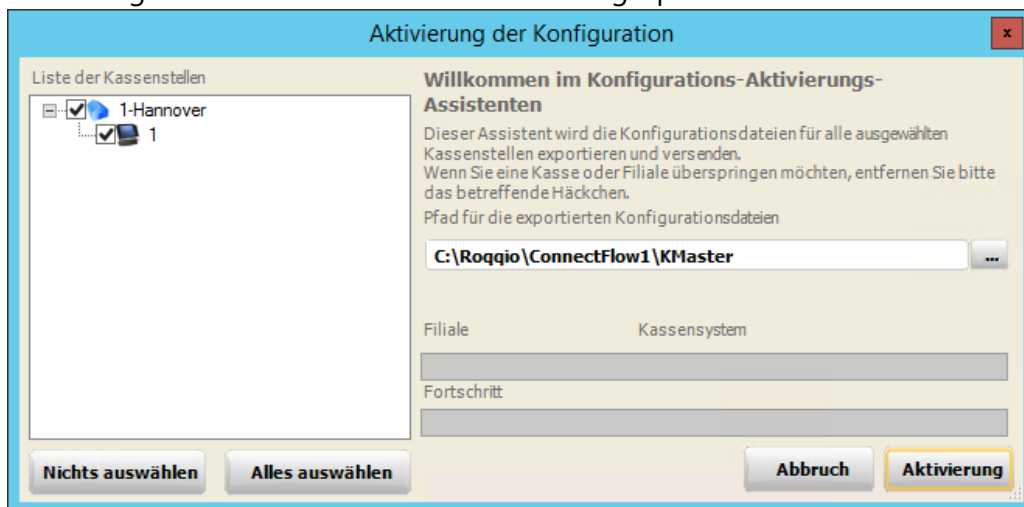 Aktivierung der Konfiguration
x
Liste der Kassenstellen
1-Hannover
1
Nichts auswählen
Alles auswählen
Willkommen im Konfigurations-Aktivierungs-
Assistenten
Dieser Assistent wird die Konfigurationsdateien für alle ausgewählten
Kassenstellen exportieren und versenden.
Wenn Sie eine Kasse oder Filiale überspringen möchten, entfernen Sie bitte
das betreffende Häckchen.
Pfad für die exportierten Konfigurationsdateien
C:\Roqqio\ConnectFlow1\KMaster
...
Filiale
Kassensystem
Fortschritt
Abbruch
Aktivierung